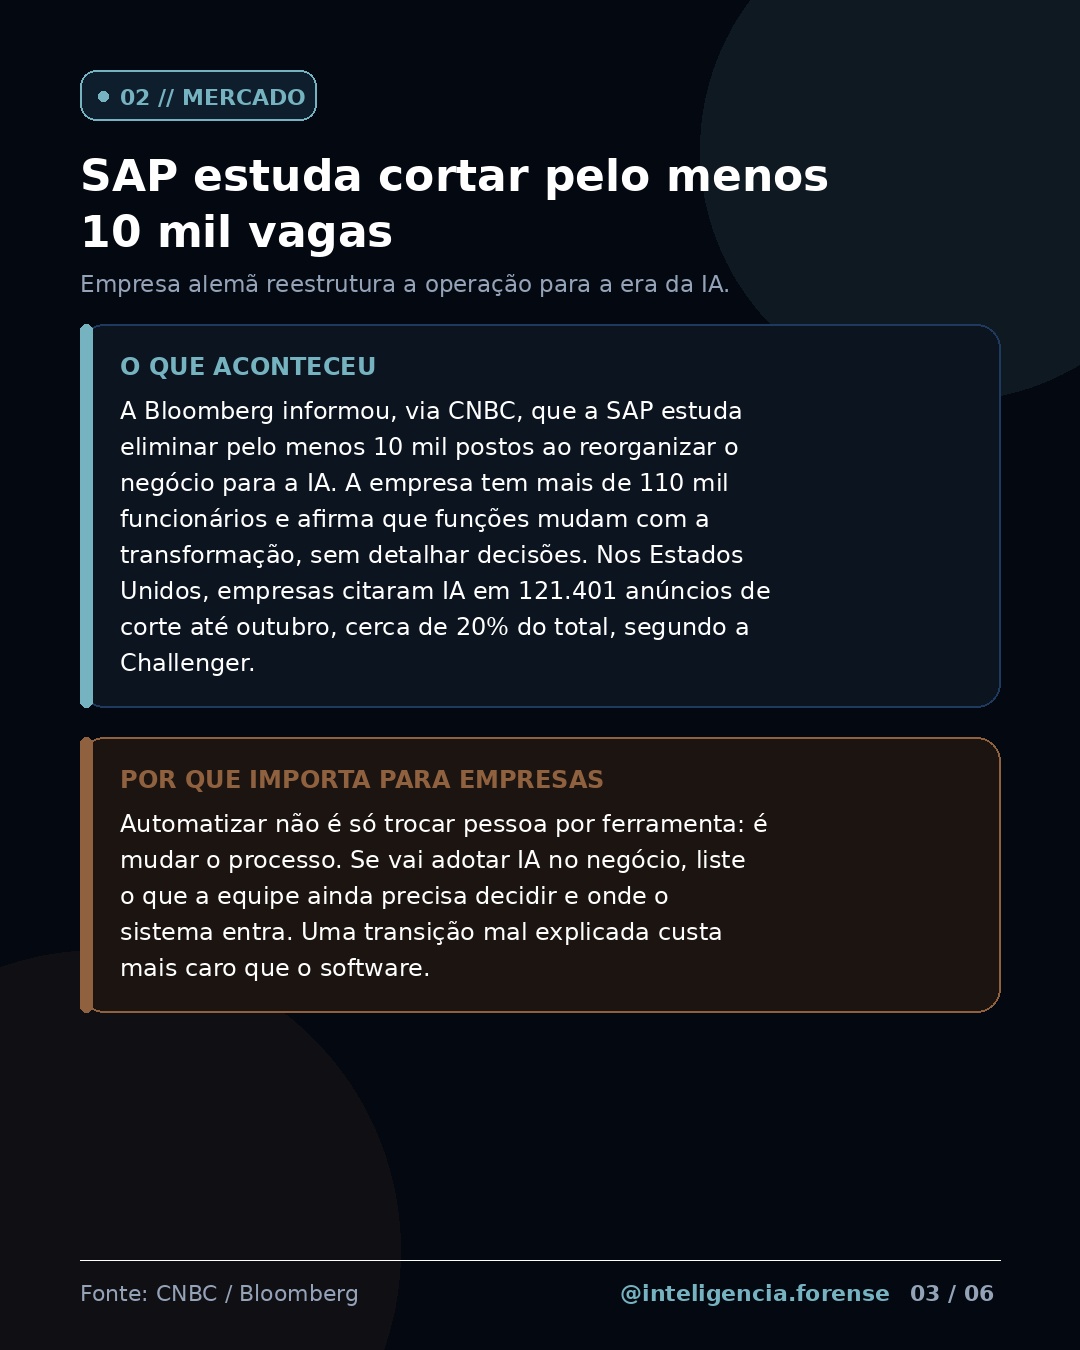 02 // MERCADO
SAP estuda cortar pelo menos
10 mil vagas
Empresa alemã reestrutura a operação para a era da IA.
O QUE ACONTECEU
A Bloomberg informou, via CNBC, que a SAP estuda
eliminar pelo menos 10 mil postos ao reorganizar o
negócio para a IA. A empresa tem mais de 110 mil
funcionários e afirma que funções mudam com a
transformação, sem detalhar decisões. Nos Estados
Unidos, empresas citaram IA em 121.401 anúncios de
corte até outubro, cerca de 20% do total, segundo a
Challenger.
POR QUE IMPORTA PARA EMPRESAS
Automatizar não é só trocar pessoa por ferramenta: é
mudar o processo. Se vai adotar IA no negócio, liste
o que a equipe ainda precisa decidir e onde o
sistema entra. Uma transição mal explicada custa
mais caro que o software.
Fonte: CNBC / Bloomberg
@inteligencia.forense 03 / 06